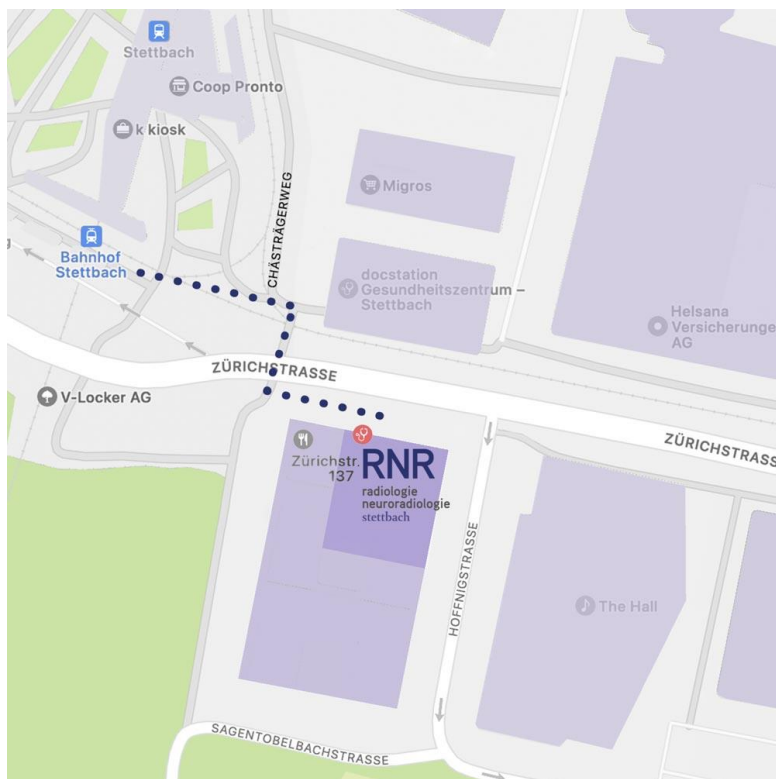 Stettbach
Coop Pronto
k kiosk
CHÄSTRÄGERWEG
Migros
Bahnhof
Stettbach
docstation
Gesundheitszentrum –
Stettbach
Helsana
Versicherunge
AG
ZÜRICHSTRASSE
V-Locker AG
ZÜRICHSTRASS
Zürichstr.
137
RNR
radiologie
neuroradiologie
stettbach
HOFFNIGSTRASSE
The Hall
SAGENTOBELBACHSTRASSE